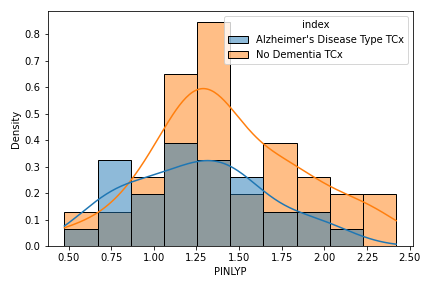 index
Alzheimer's Disease Type TCx
No Dementia TCx
Density
0.8
0.7
0.6
0.5
0.4
0.3
0.2
0.1
0.0
0.50 0.75 1.00 1.25 1.50 1.75 2.00 2.25 2.50
PINLYP